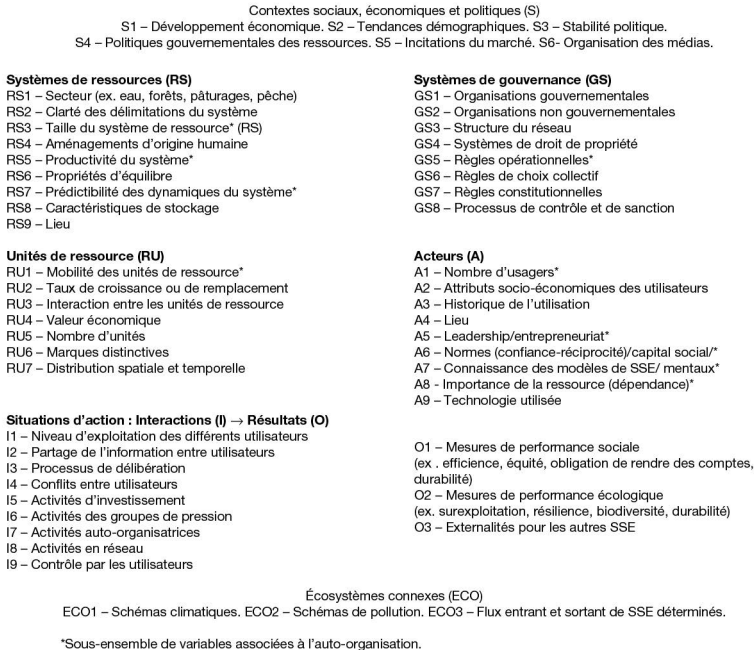 Contextes sociaux, économiques et politiques (S)
S1 – Développement économique. S2 – Tendances démographiques. S3 – Stabilité politique.
S4 – Politiques gouvernementales des ressources. S5 – Incitations du marché. S6- Organisation des médias.
Systèmes de ressources (RS)
RS1 – Secteur (ex. eau, forêts, pâturages, pêche)
RS2 – Clarté des délimitations du système
RS3 – Taille du système de ressource* (RS)
RS4 – Aménagements d'origine humaine
RS5 – Productivité du système*
RS6 – Propriétés d'équilibre
RS7 – Prédictibilité des dynamiques du système*
RS8 – Caractéristiques de stockage
RS9 – Lieu
Systèmes de gouvernance (GS)
GS1 – Organisations gouvernementales
GS2 – Organisations non gouvernementales
GS3 – Structure du réseau
GS4 – Systèmes de droit de propriété
GS5 – Règles opérationnelles*
GS6 – Règles de choix collectif
GS7 – Règles constitutionnelles
GS8 – Processus de contrôle et de sanction
Unités de ressource (RU)
RU1 – Mobilité des unités de ressource*
RU2 – Taux de croissance ou de remplacement
RU3 – Interaction entre les unités de ressource
RU4 – Valeur économique
RU5 – Nombre d'unités
RU6 – Marques distinctives
RU7 – Distribution spatiale et temporelle
Acteurs (A)
A1 – Nombre d'usagers*
A2 – Attributs socio-économiques des utilisateurs
A3 – Historique de l'utilisation
A4 – Lieu
A5 – Leadership/entrepreneuriat*
A6 – Normes (confiance-réciprocité)/capital social/*
A7 – Connaissance des modèles de SSE/ mentaux*
A8 - Importance de la ressource (dépendance)*
A9 – Technologie utilisée
Situations d'action : Interactions (I) → Résultats (O)
I1 – Niveau d'exploitation des différents utilisateurs
I2 – Partage de l'information entre utilisateurs
I3 – Processus de délibération
I4 – Conflits entre utilisateurs
I5 – Activités d'investissement
I6 – Activités des groupes de pression
I7 – Activités auto-organisatrices
I8 – Activités en réseau
I9 – Contrôle par les utilisateurs
O1 – Mesures de performance sociale
(ex . efficience, équité, obligation de rendre des comptes,
durabilité)
O2 – Mesures de performance écologique
(ex. surexploitation, résilience, biodiversité, durabilité)
O3 – Externalités pour les autres SSE
Écosystèmes connexes (ECO)
ECO1 – Schémas climatiques. ECO2 – Schémas de pollution. ECO3 – Flux entrant et sortant de SSE déterminés.
*Sous-ensemble de variables associées à l'auto-organisation.